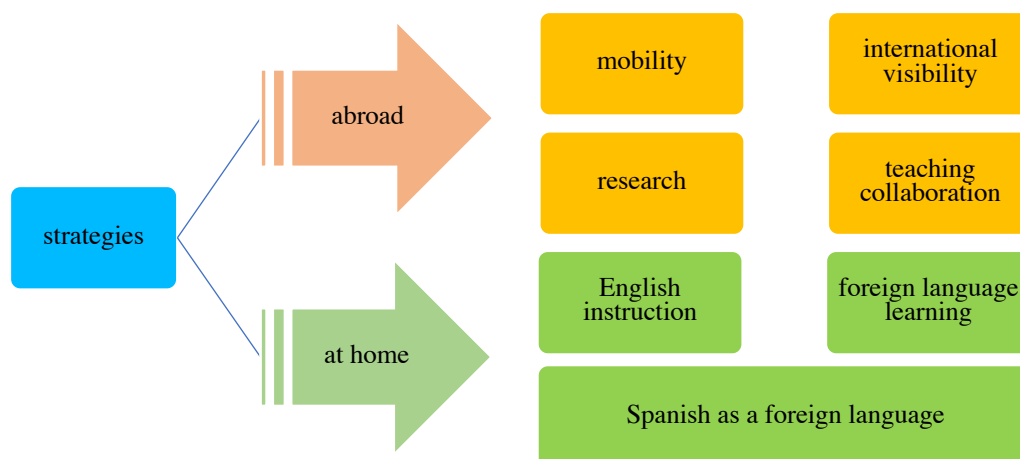 strategies
abroad
mobility
international
visibility
research
teaching
collaboration
at home
English
instruction
foreign language
learning
Spanish as a foreign language